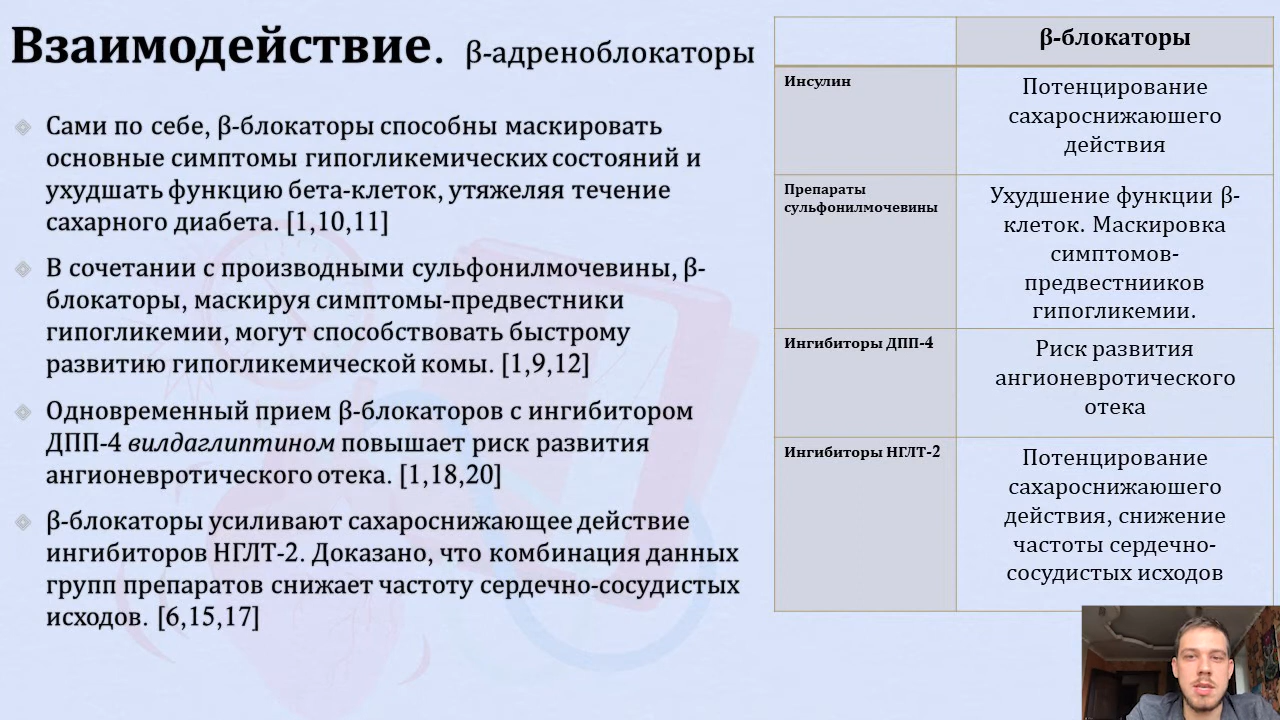 Взаимодействие. β-адреноблокаторы
Сами по себе, β-блокаторы способны маскировать
основные симптомы гипогликемических состояний и
ухудшать функцию бета-клеток, утяжеляя течение
сахарного диабета. [1,10,11]
В сочетании с производными сульфонилмочевины, β-
блокаторы, маскируя симптомы-предвестники
гипогликемии, могут способствовать быстрому
развитию гипогликемической комы. [1,9,12]
Одновременный прием β-блокаторов с ингибитором
ДПП-4 вилдаглиптином повышает риск развития
ангионевротического отека. [1,18,20]
β-блокаторы усиливают сахароснижающее действие
ингибиторов НГЛТ-2. Доказано, что комбинация данных
групп препаратов снижает частоту сердечно-сосудистых
исходов. [6,15,17]
β-блокаторы
Инсулин
Потенцирование
сахароснижаюшего
действия
Препараты
сульфонилмочевины
Ухудшение функции β-
клеток. Маскировка
симптомов-
предвестнииков
гипогликемии.
Ингибиторы ДПП-4
Риск развития
ангионевротического
отека
Ингибиторы НГЛТ-2
Потенцирование
сахароснижаюшего
действия, снижение
частоты сердечно-
сосудистых исходов